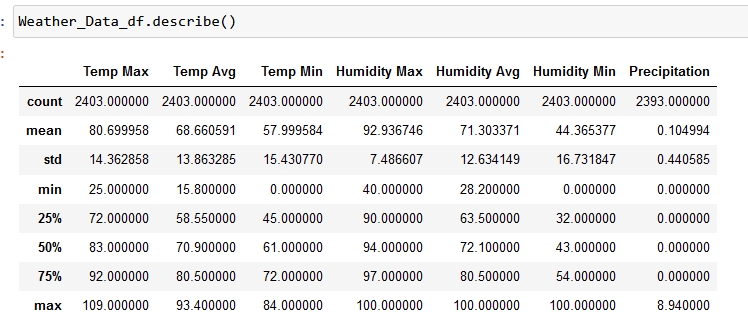 : Weather_Data_df.describe()
:
Temp Max Temp Avg Temp Min Humidity Max Humidity Avg Humidity Min Precipitation
count 2403.000000 2403.000000 2403.000000 2403.000000 2403.000000 2403.000000 2393.000000
mean 80.699958 68.660591 57.999584 92.936746 71.303371 44.365377 0.104994
std 14.362858 13.863285 15.430770 7.486607 12.634149 16.731847 0.440585
min 25.000000 15.800000 0.000000 40.000000 28.200000 0.000000 0.000000
25% 72.000000 58.550000 45.000000 90.000000 63.500000 32.000000 0.000000
50% 83.000000 70.900000 61.000000 94.000000 72.100000 43.000000 0.000000
75% 92.000000 80.500000 72.000000 97.000000 80.500000 54.000000 0.000000
max 109.000000 93.400000 84.000000 100.000000 100.000000 100.000000 8.940000